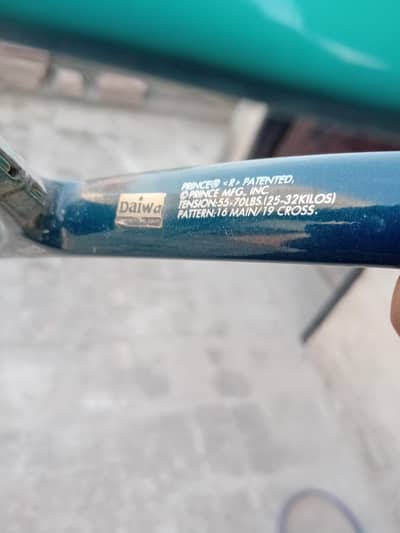 Daiwa
PRINCE® <R> PATENTED,
© PRINCE MFG, INC
TENSION:55-70LBS.(25-32KILOS)
PATTERN:16 MAIN/19 CROSS.